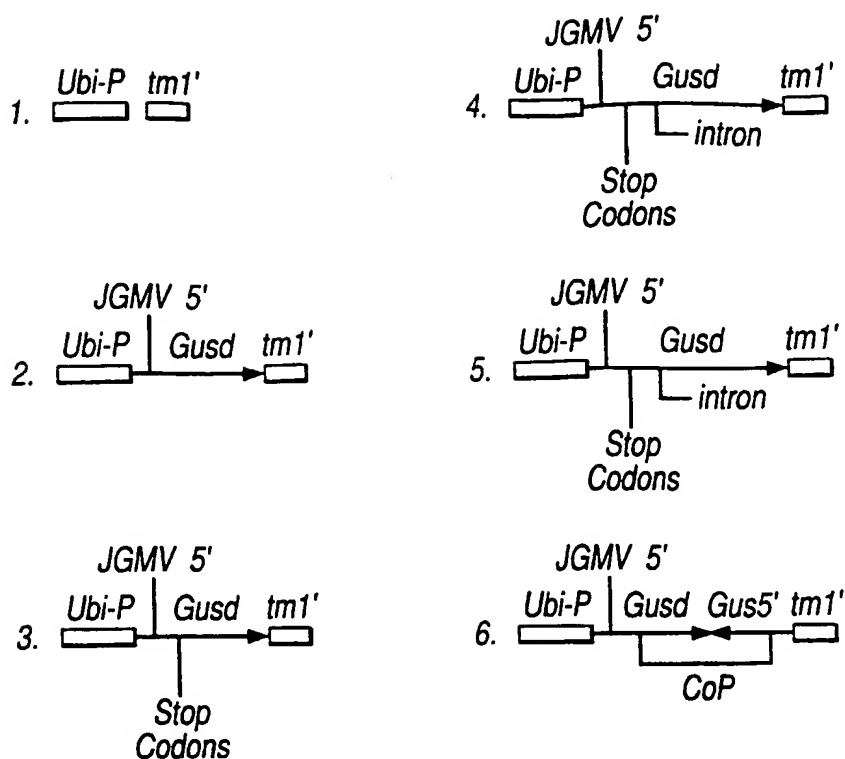 Ubi-P tm1'
1.
JGMV 5'
Ubi-P Gusd tm1'
2.
JGMV 5'
Ubi-P Gusd tm1'
3.
Stop
Codons
JGMV 5'
Ubi-P Gusd tm1'
4.
intron
Stop
Codons
JGMV 5'
Ubi-P Gusd tm1'
5.
intron
Stop
Codons
JGMV 5'
Ubi-P Gusd Gus5' tm1'
6.
CoP